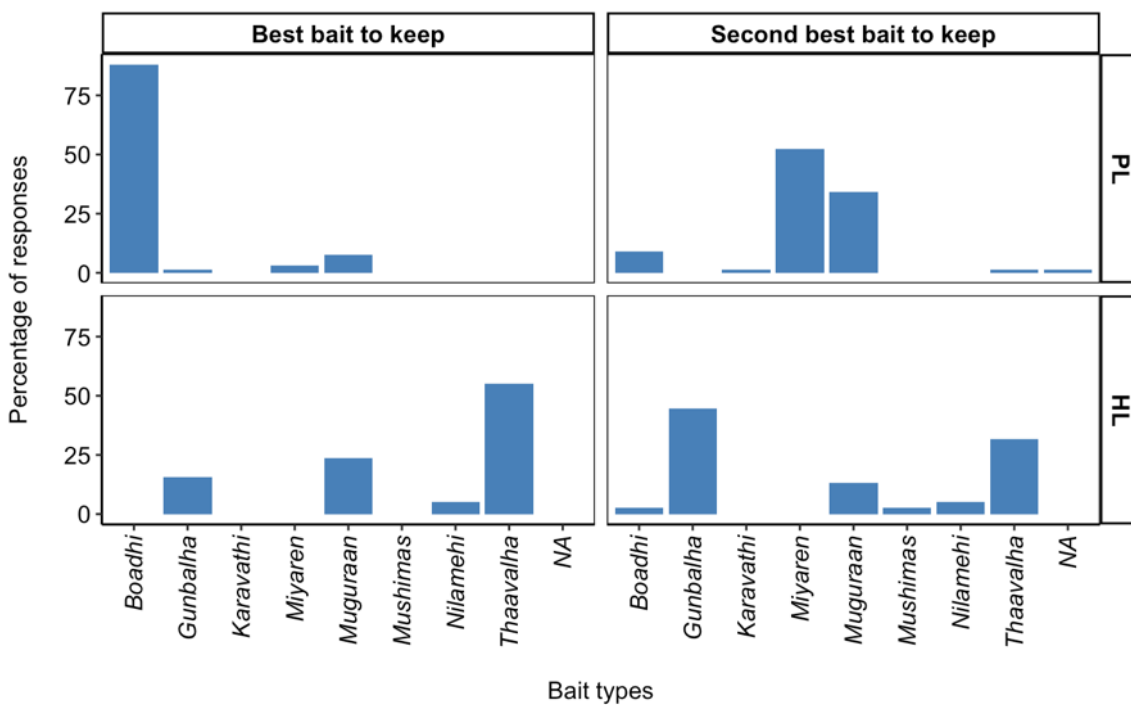 Best bait to keep
Second best bait to keep
Percentage of responses
75
50
25
0
PL
75
50
25
0
HL
Boadhi
Gunbalha
Karavathi
Miyaren
Muguraan
Mushimas
Nilamehi
Thaavalha
NA
Boadhi
Gunbalha
Karavathi
Miyaren
Muguraan
Mushimas
Nilamehi
Thaavalha
NA
Bait types